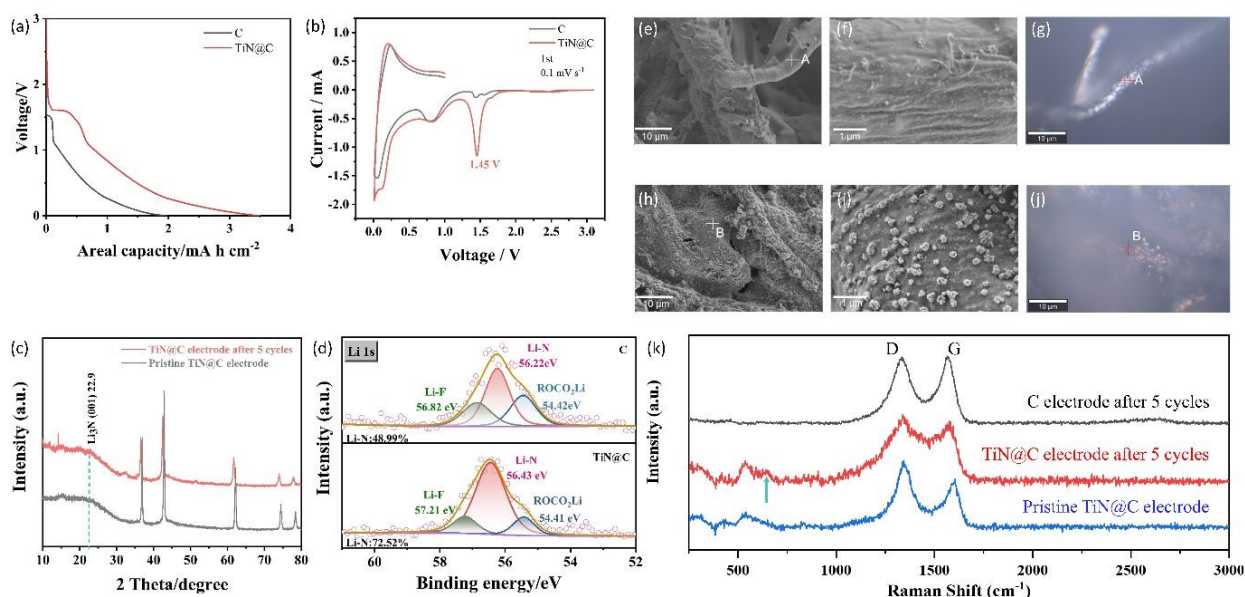 (a)
C
TiN@C
3
2
1
0
Voltage/V
0 1 2 3 4
Areal capacity/mA h cm⁻²
(b)
C
TiN@C
1st
0.1 mV s⁻¹
1.0
0.5
0.0
-0.5
-1.0
-1.5
-2.0
Current / mA
1.45 V
0.0 0.5 1.0 1.5 2.0 2.5 3.0
Voltage / V
(e)
A
10 μm
(f)
1 μm
(g)
A
10 μm
(h)
B
10 μm
(i)
1 μm
(j)
B
10 μm
(c)
TiN@C electrode after 5 cycles
Pristine TiN@C electrode
Li₃N (001) 22.9
Intensity (a.u.)
10 20 30 40 50 60 70 80
2 Theta/degree
(d)
Li 1s
C
Li-N
56.22eV
Li-F
56.82 eV
ROCO₂Li
54.42eV
Li-N:48.99%
TiN@C
Li-N
56.43 eV
Li-F
57.21 eV
ROCO₂Li
54.41 eV
Li-N:72.52%
Intensity (a.u.)
60 58 56 54 52
Binding energy/eV
(k)
D
G
C electrode after 5 cycles
TiN@C electrode after 5 cycles
Pristine TiN@C electrode
Intensity (a.u.)
500 1000 1500 2000 2500 3000
Raman Shift (cm⁻¹)